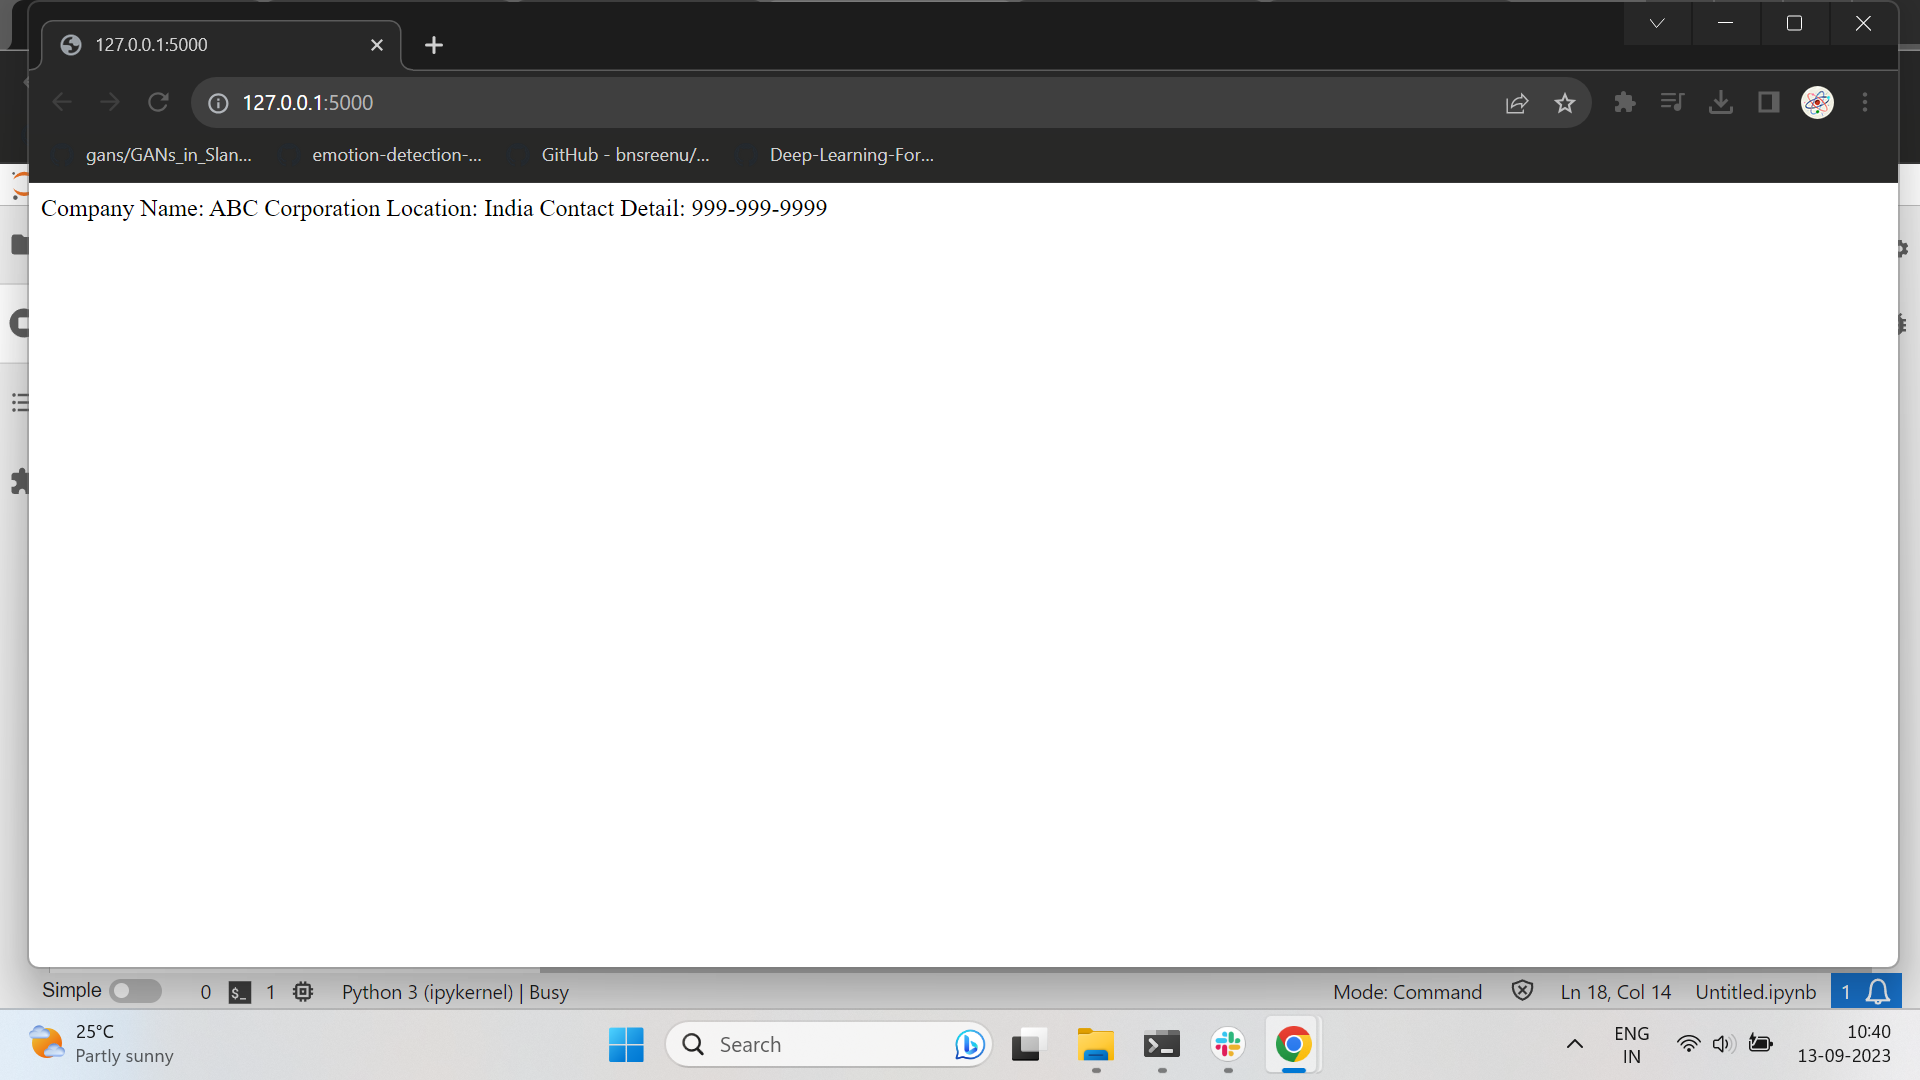 127.0.0.1:5000
127.0.0.1:5000
gans/GANs_in_Slan... emotion-detection-... GitHub - bnsreenu/... Deep-Learning-For...
Company Name: ABC Corporation Location: India Contact Detail: 999-999-9999
Simple 0 $_ 1 Python 3 (ipykernel) | Busy Mode: Command Ln 18, Col 14 Untitled.ipynb 1
25°C
Partly sunny
Search
ENG
IN
10:40
13-09-2023